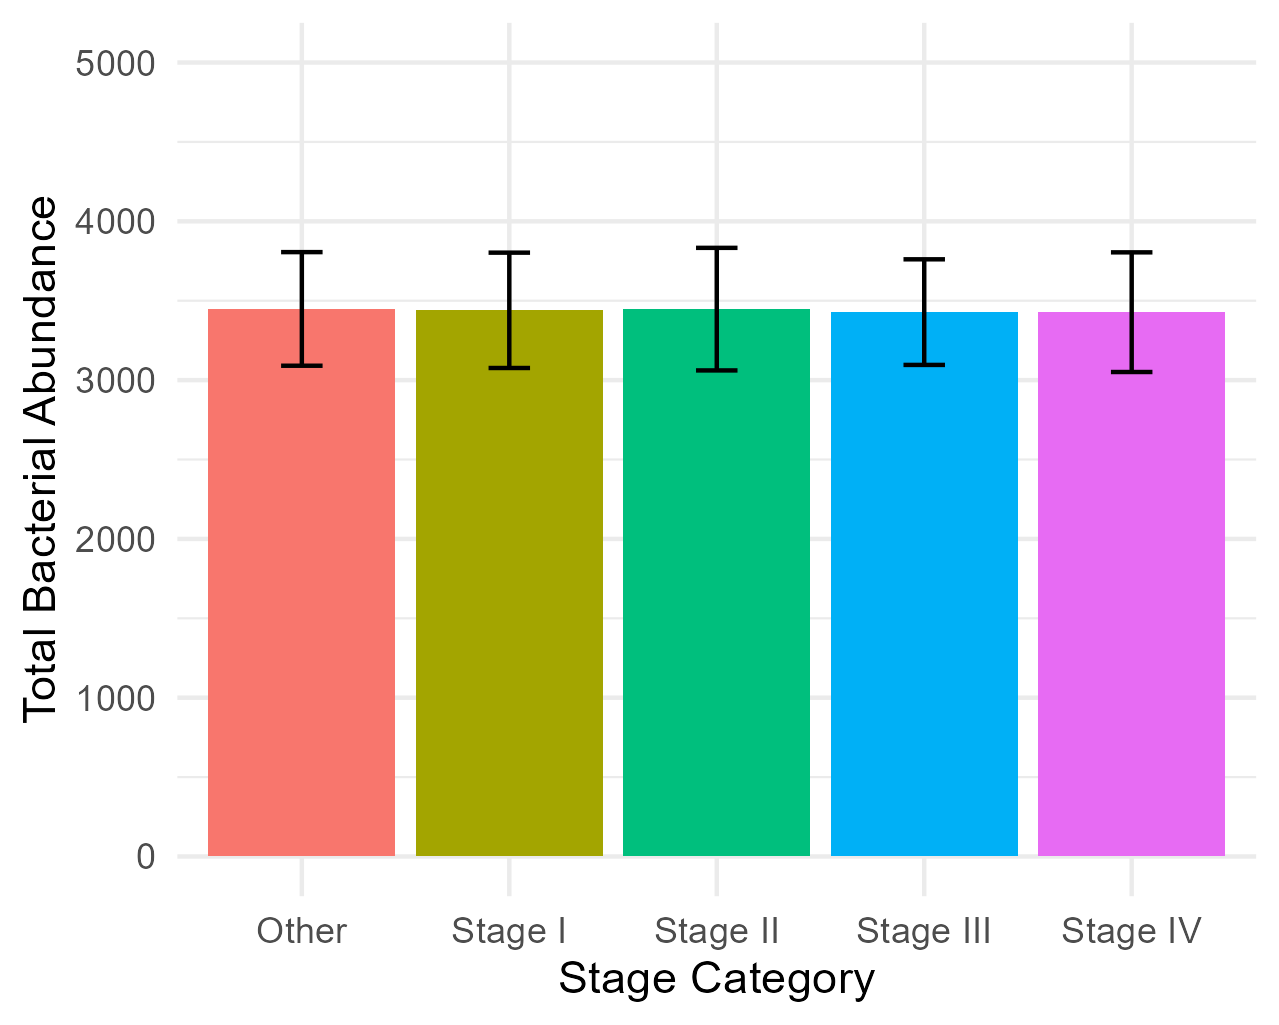 Total Bacterial Abundance
5000
4000
3000
2000
1000
0
Other
Stage I
Stage II
Stage III
Stage IV
Stage Category